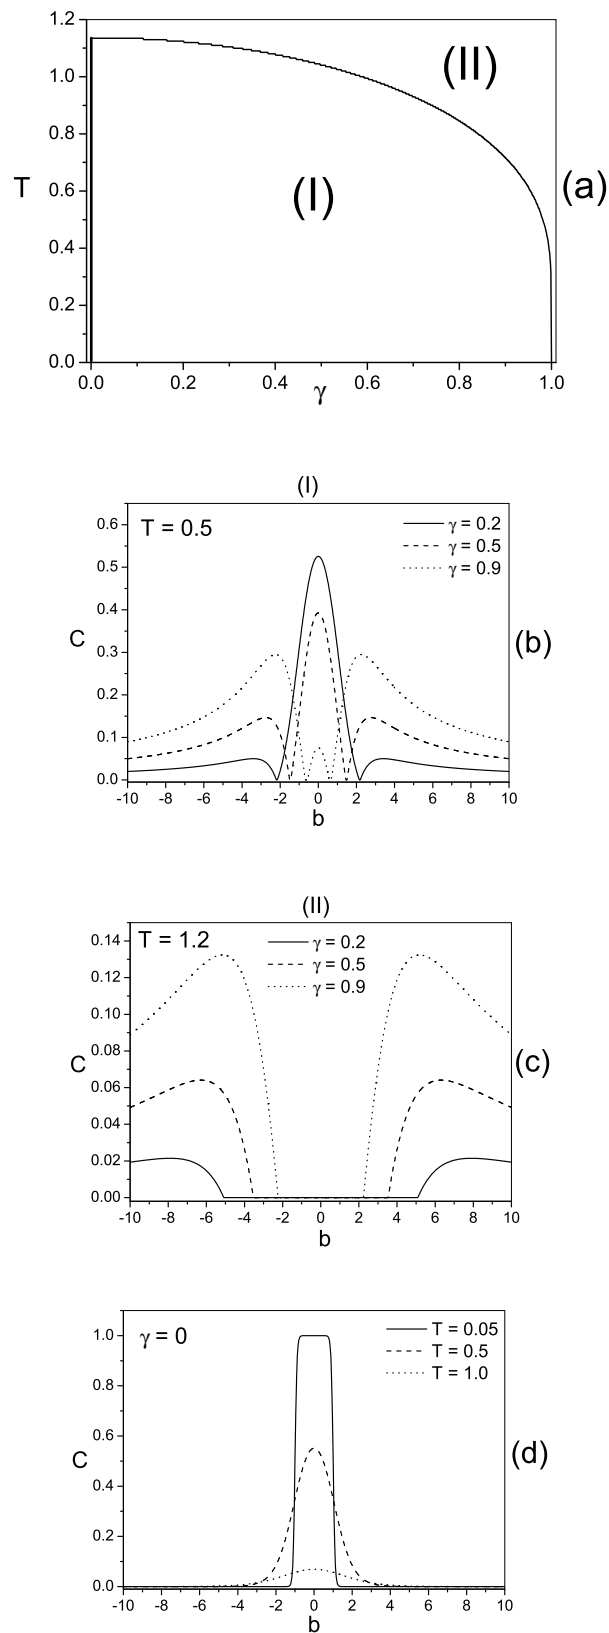 1.2
1.0
0.8
0.6
0.4
0.2
0.0
T
(II)
(I)
(a)
0.0 0.2 0.4 0.6 0.8 1.0
γ
(I)
T = 0.5
γ = 0.2
γ = 0.5
γ = 0.9
0.6
0.5
0.4
0.3
0.2
0.1
0.0
C
(b)
-10 -8 -6 -4 -2 0 2 4 6 8 10
b
(II)
T = 1.2
γ = 0.2
γ = 0.5
γ = 0.9
0.14
0.12
0.10
0.08
0.06
0.04
0.02
0.00
C
(c)
-10 -8 -6 -4 -2 0 2 4 6 8 10
b
γ = 0
T = 0.05
T = 0.5
T = 1.0
1.0
0.8
0.6
0.4
0.2
0.0
C
(d)
-10 -8 -6 -4 -2 0 2 4 6 8 10
b